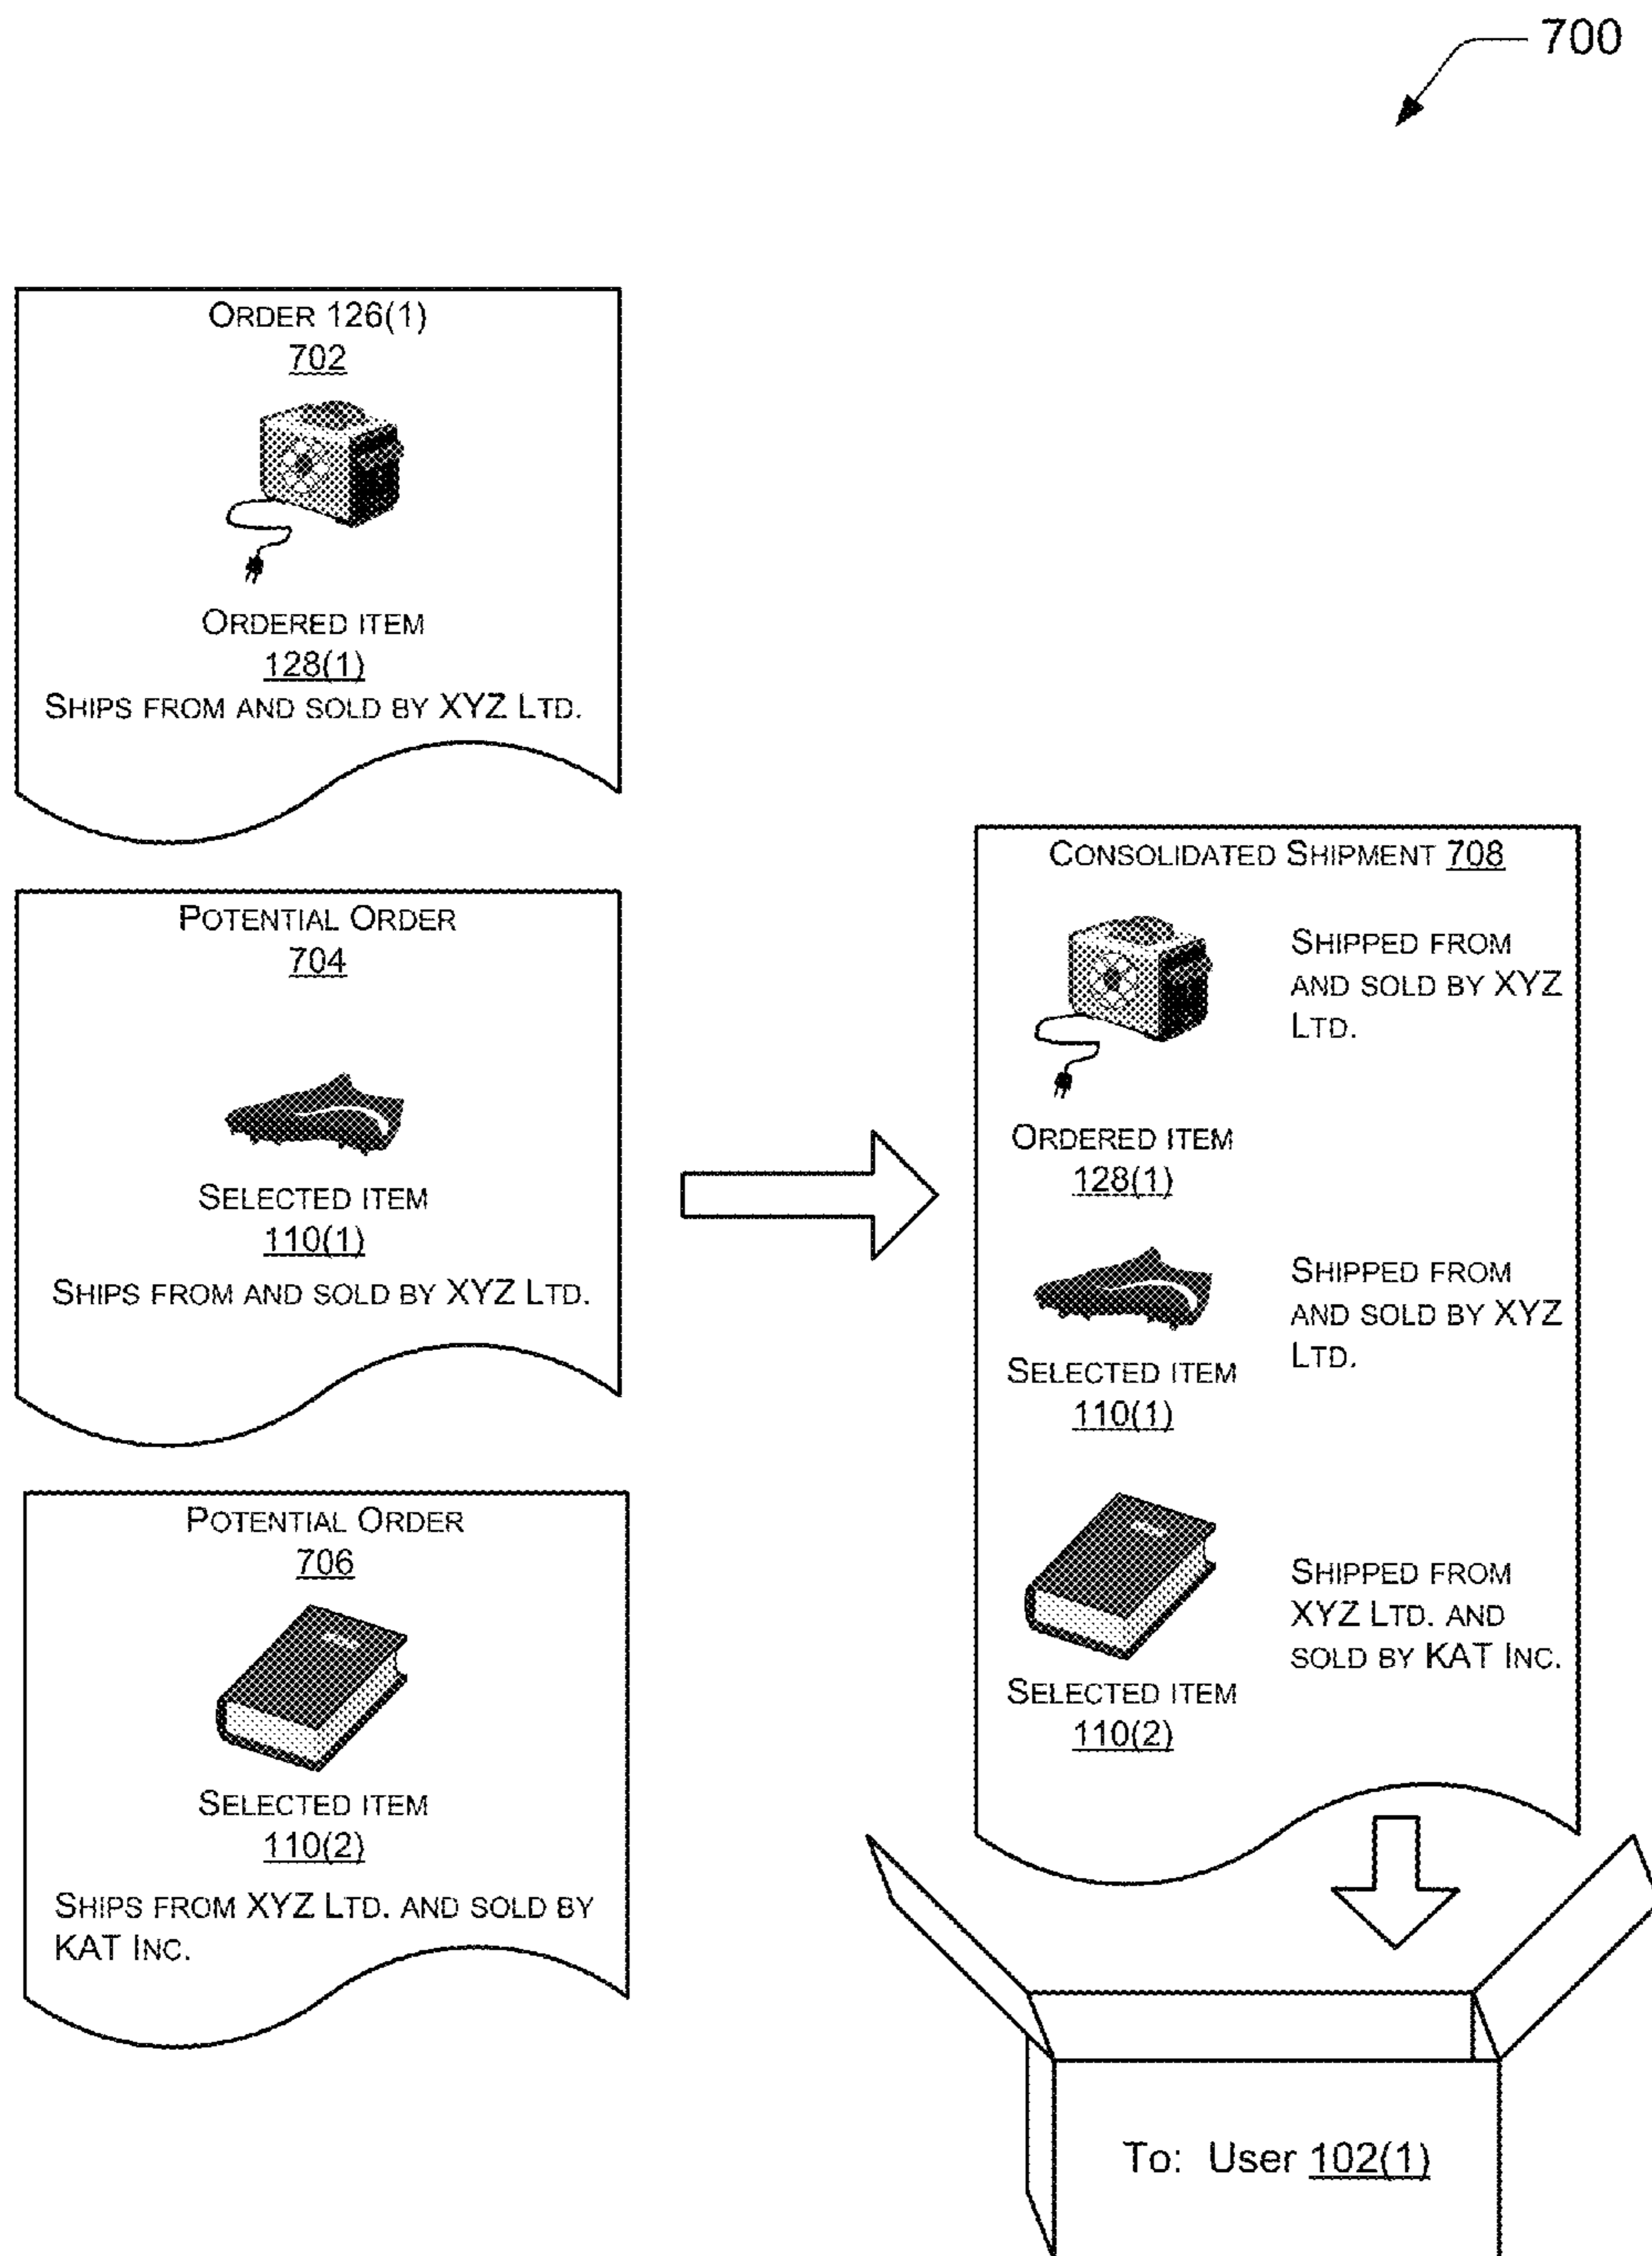 700
ORDER 126(1)
702
ORDERED ITEM
128(1)
SHIPS FROM AND SOLD BY XYZ LTD.
POTENTIAL ORDER
704
SELECTED ITEM
110(1)
SHIPS FROM AND SOLD BY XYZ LTD.
POTENTIAL ORDER
706
SELECTED ITEM
110(2)
SHIPS FROM XYZ LTD. AND SOLD BY
KAT INC.
CONSOLIDATED SHIPMENT 708
SHIPPED FROM
AND SOLD BY XYZ
LTD.
ORDERED ITEM
128(1)
SHIPPED FROM
AND SOLD BY XYZ
LTD.
SELECTED ITEM
110(1)
SHIPPED FROM
XYZ LTD. AND
SOLD BY KAT INC.
SELECTED ITEM
110(2)
To: User 102(1)